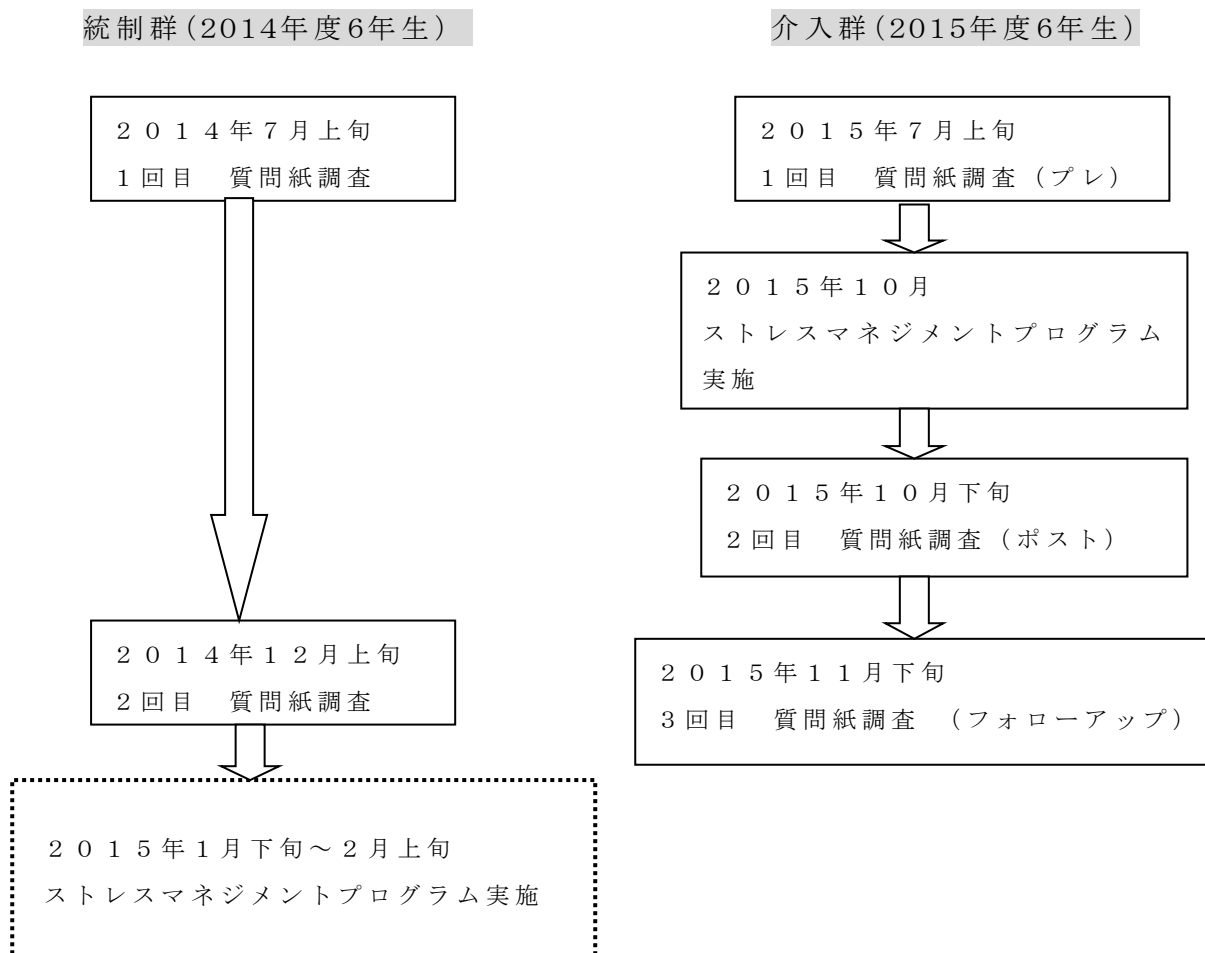 統制群(2014年度6年生)
2014年7月上旬
1回目 質問紙調査
2014年12月上旬
2回目 質問紙調査
2015年1月下旬～2月上旬
ストレスマネジメントプログラム実施
介入群(2015年度6年生)
2015年7月上旬
1回目 質問紙調査(プレ)
2015年10月
ストレスマネジメントプログラム
実施
2015年10月下旬
2回目 質問紙調査(ポスト)
2015年11月下旬
3回目 質問紙調査 (フォローアップ)